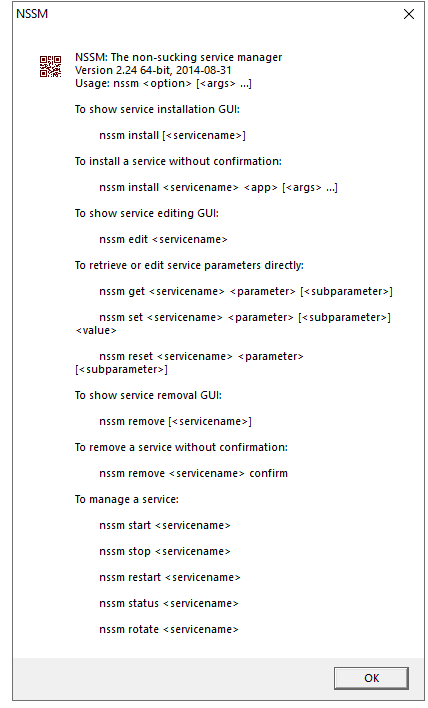 NSSM
NSSM: The non-sucking service manager
Version 2.24 64-bit, 2014-08-31
Usage: nssm <option> [<args> ...]
To show service installation GUI:
nssm install [<servicename>]
To install a service without confirmation:
nssm install <servicename> <app> [<args> ...]
To show service editing GUI:
nssm edit <servicename>
To retrieve or edit service parameters directly:
nssm get <servicename> <parameter> [<subparameter>]
nssm set <servicename> <parameter> [<subparameter>]
<value>
nssm reset <servicename> <parameter>
[<subparameter>]
To show service removal GUI:
nssm remove [<servicename>]
To remove a service without confirmation:
nssm remove <servicename> confirm
To manage a service:
nssm start <servicename>
nssm stop <servicename>
nssm restart <servicename>
nssm status <servicename>
nssm rotate <servicename>
OK